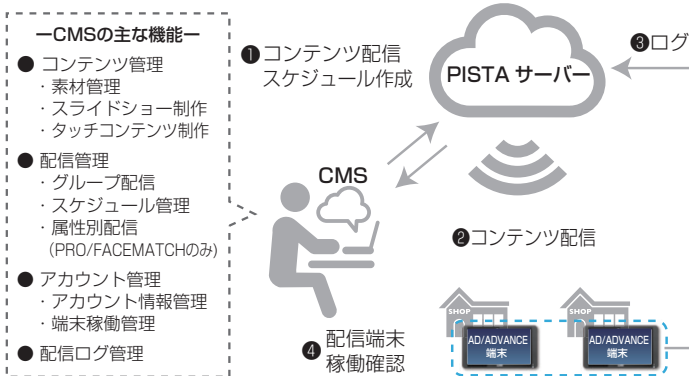 ーCMSの主な機能ー
● コンテンツ管理
・素材管理
・スライドショー制作
・タッチコンテンツ制作
● 配信管理
・グループ配信
・スケジュール管理
・属性別配信
（PRO/FACEMATCHのみ）
● アカウント管理
・アカウント情報管理
・端末稼働管理
● 配信ログ管理
❶コンテンツ配信
スケジュール作成
PISTA サーバー
❸ログ
CMS
❷コンテンツ配信
❹配信端末
稼働確認
SHOP
AD/ADVANCE
端末
SHOP
AD/ADVANCE
端末